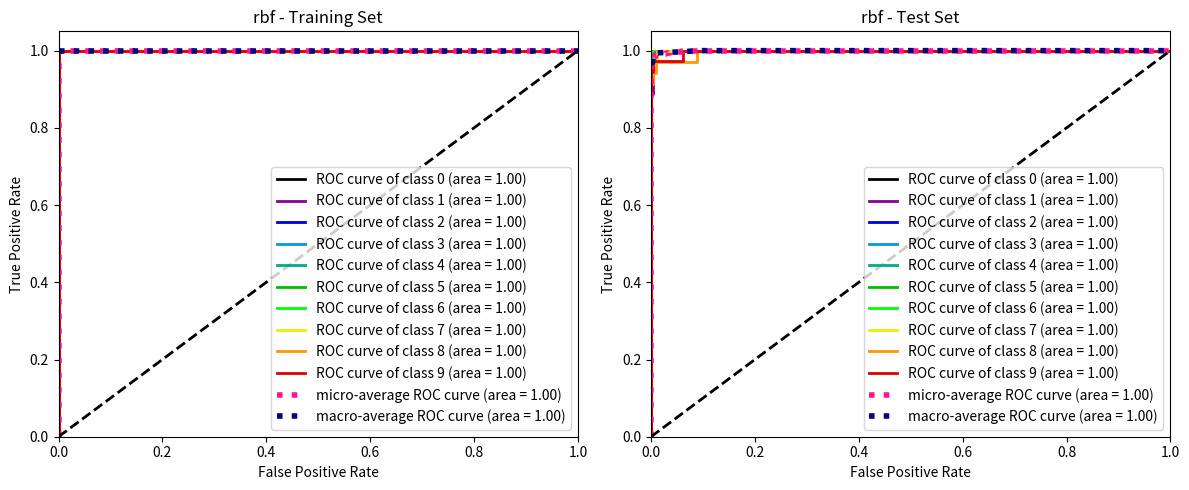 rbf - Training Set
1.0
0.8
0.6
0.4
0.2
0.0
True Positive Rate
ROC curve of class 0 (area = 1.00)
ROC curve of class 1 (area = 1.00)
ROC curve of class 2 (area = 1.00)
ROC curve of class 3 (area = 1.00)
ROC curve of class 4 (area = 1.00)
ROC curve of class 5 (area = 1.00)
ROC curve of class 6 (area = 1.00)
ROC curve of class 7 (area = 1.00)
ROC curve of class 8 (area = 1.00)
ROC curve of class 9 (area = 1.00)
micro-average ROC curve (area = 1.00)
macro-average ROC curve (area = 1.00)
0.0 0.2 0.4 0.6 0.8 1.0
False Positive Rate
rbf - Test Set
1.0
0.8
0.6
0.4
0.2
0.0
True Positive Rate
ROC curve of class 0 (area = 1.00)
ROC curve of class 1 (area = 1.00)
ROC curve of class 2 (area = 1.00)
ROC curve of class 3 (area = 1.00)
ROC curve of class 4 (area = 1.00)
ROC curve of class 5 (area = 1.00)
ROC curve of class 6 (area = 1.00)
ROC curve of class 7 (area = 1.00)
ROC curve of class 8 (area = 1.00)
ROC curve of class 9 (area = 1.00)
micro-average ROC curve (area = 1.00)
macro-average ROC curve (area = 1.00)
0.0 0.2 0.4 0.6 0.8 1.0
False Positive Rate